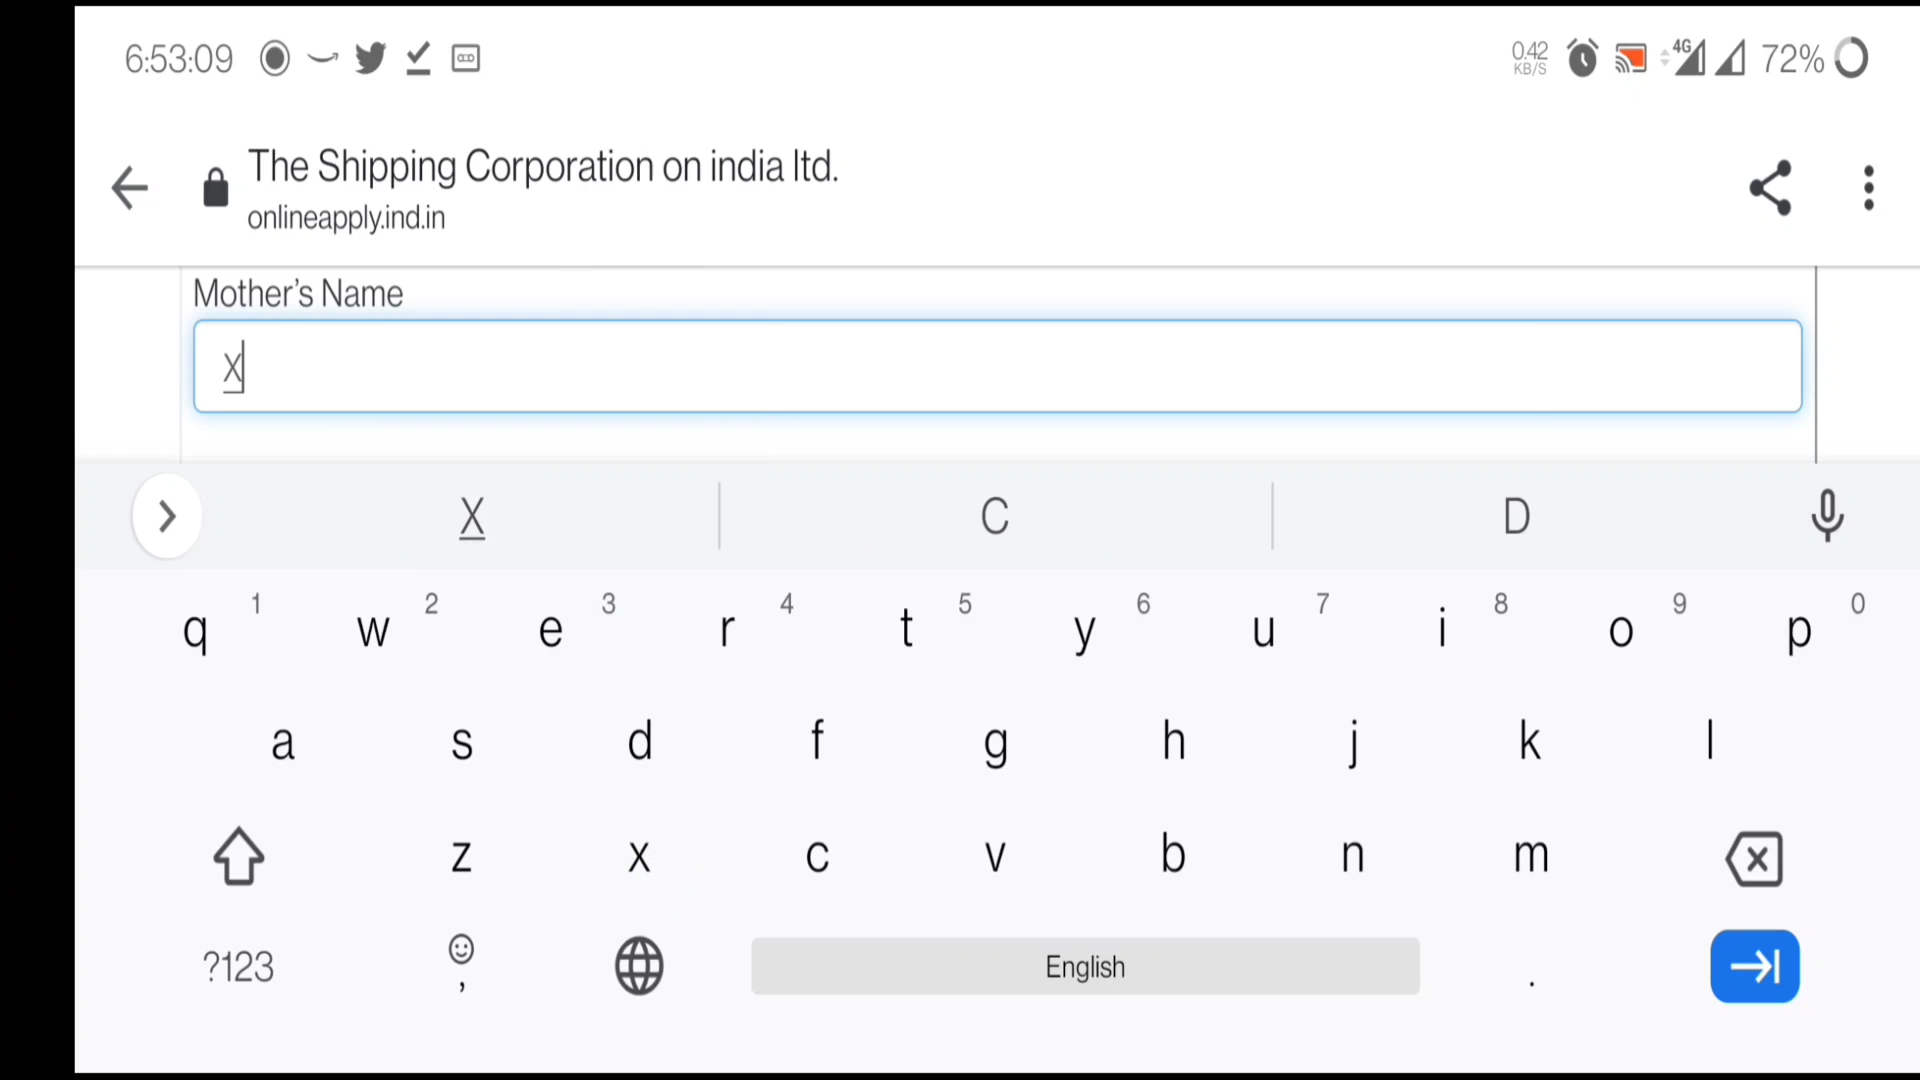 6:53:09
0.42 KB/S 4G 72%
The Shipping Corporation on india ltd.
onlineapply.ind.in
Mother's Name
X
X C D
q 1 w 2 e 3 r 4 t 5 y 6 u 7 i 8 o 9 p 0
a s d f g h j k l
z x c v b n m
?123 , English .